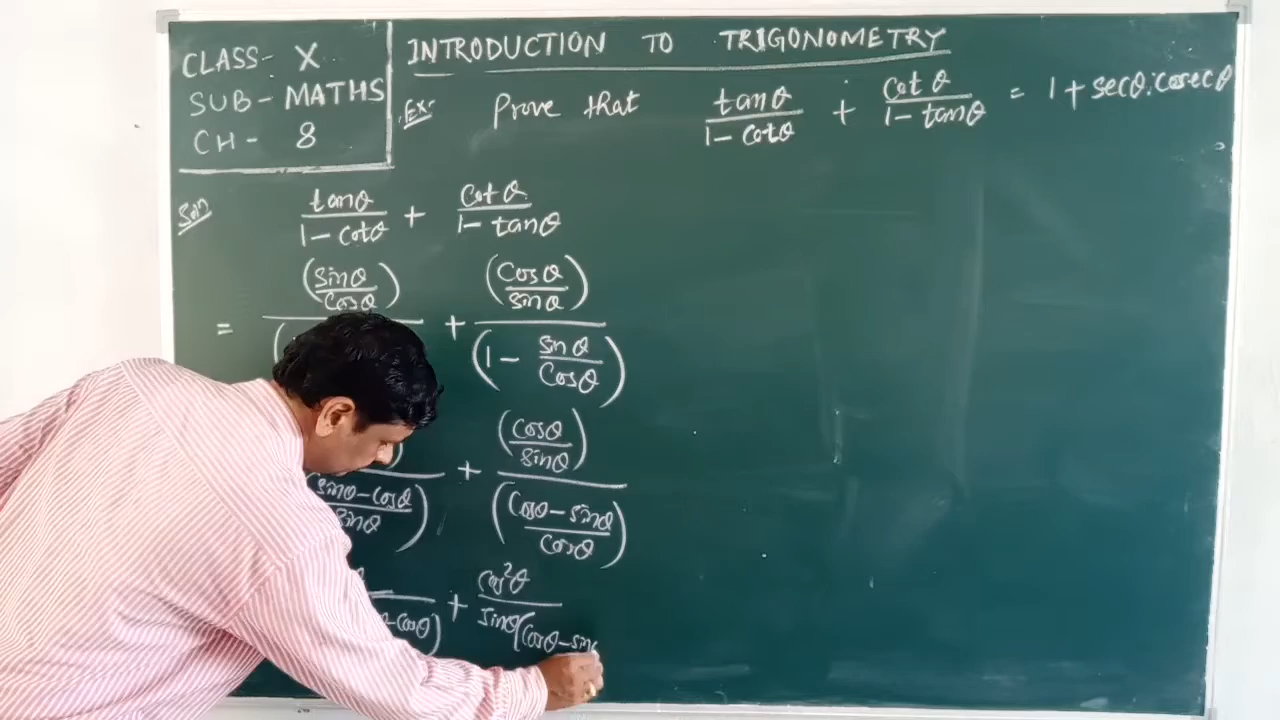 CLASS- X
SUB - MATHS
CH - 8
INTRODUCTION TO TRIGONOMETRY
Ex: Prove that tanθ/(1 - cotθ) + cotθ/(1 - tanθ) = 1 + secθ.cosecθ
Soln tanθ/(1 - cotθ) + cotθ/(1 - tanθ)
= (sinθ/cosθ)/( + (cosθ/sinθ)/(1 - sinθ/cosθ)
) / ((sinθ - cosθ)/sinθ) + (cosθ/sinθ)/((cosθ - sinθ)/cosθ)
- cosθ) + cos²θ/sinθ(cosθ - sin